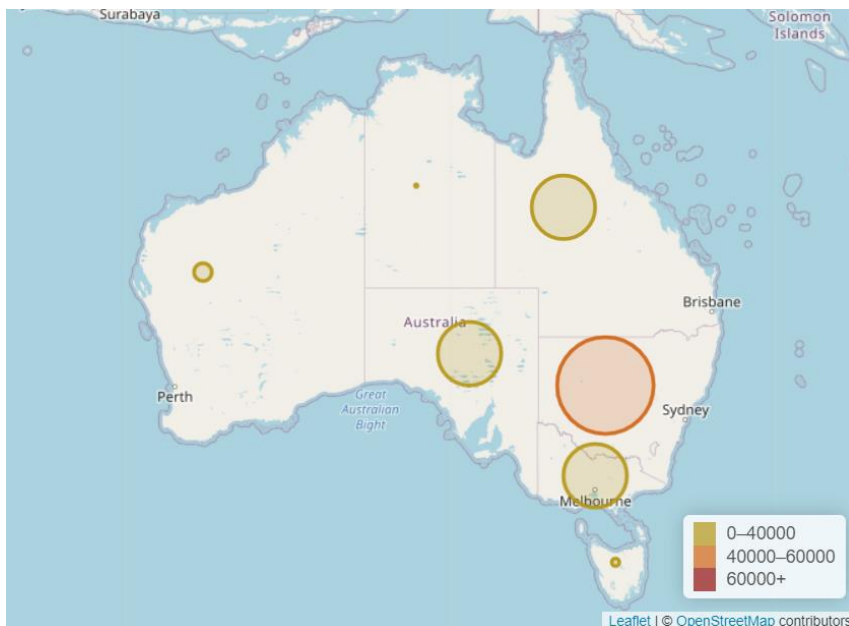 Surabaya
Solomon
Islands
Brisbane
Australia
Perth
Great
Australian
Bight
Sydney
Melbourne
0–40000
40000–60000
60000+
Leaflet | © OpenStreetMap contributors